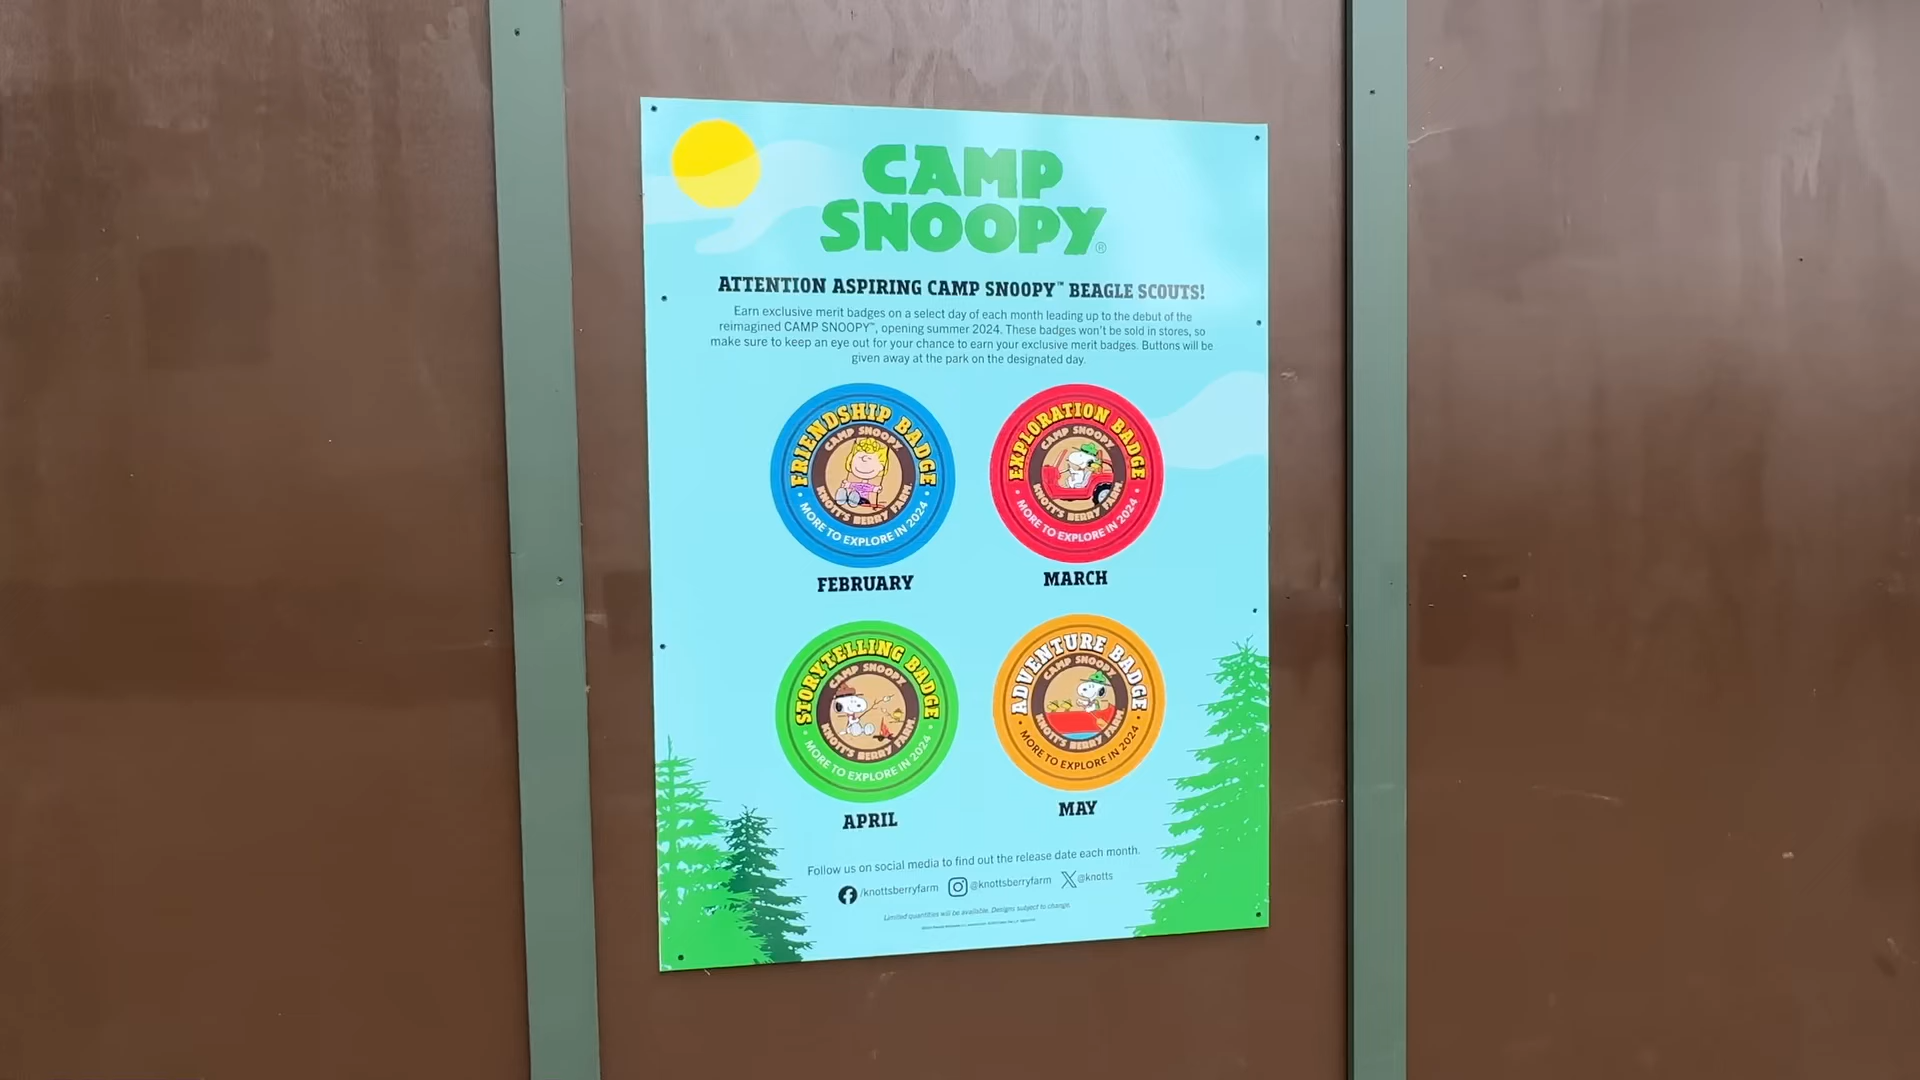 CAMP
SNOOPY®
ATTENTION ASPIRING CAMP SNOOPY™ BEAGLE SCOUTS!
Earn exclusive merit badges on a select day of each month leading up to the debut of the
reimagined CAMP SNOOPY™, opening summer 2024. These badges won't be sold in stores, so
make sure to keep an eye out for your chance to earn your exclusive merit badges. Buttons will be
given away at the park on the designated day.
FRIENDSHIP BADGE
CAMP SNOOPY
KNOTT'S BERRY FARM
• MORE TO EXPLORE IN 2024 •
FEBRUARY
EXPLORATION BADGE
CAMP SNOOPY
KNOTT'S BERRY FARM
• MORE TO EXPLORE IN 2024 •
MARCH
STORYTELLING BADGE
CAMP SNOOPY
KNOTT'S BERRY FARM
• MORE TO EXPLORE IN 2024 •
APRIL
ADVENTURE BADGE
CAMP SNOOPY
KNOTT'S BERRY FARM
• MORE TO EXPLORE IN 2024 •
MAY
Follow us on social media to find out the release date each month.
/knottsberryfarm @knottsberryfarm @knotts
Limited quantities will be available. Designs subject to change.